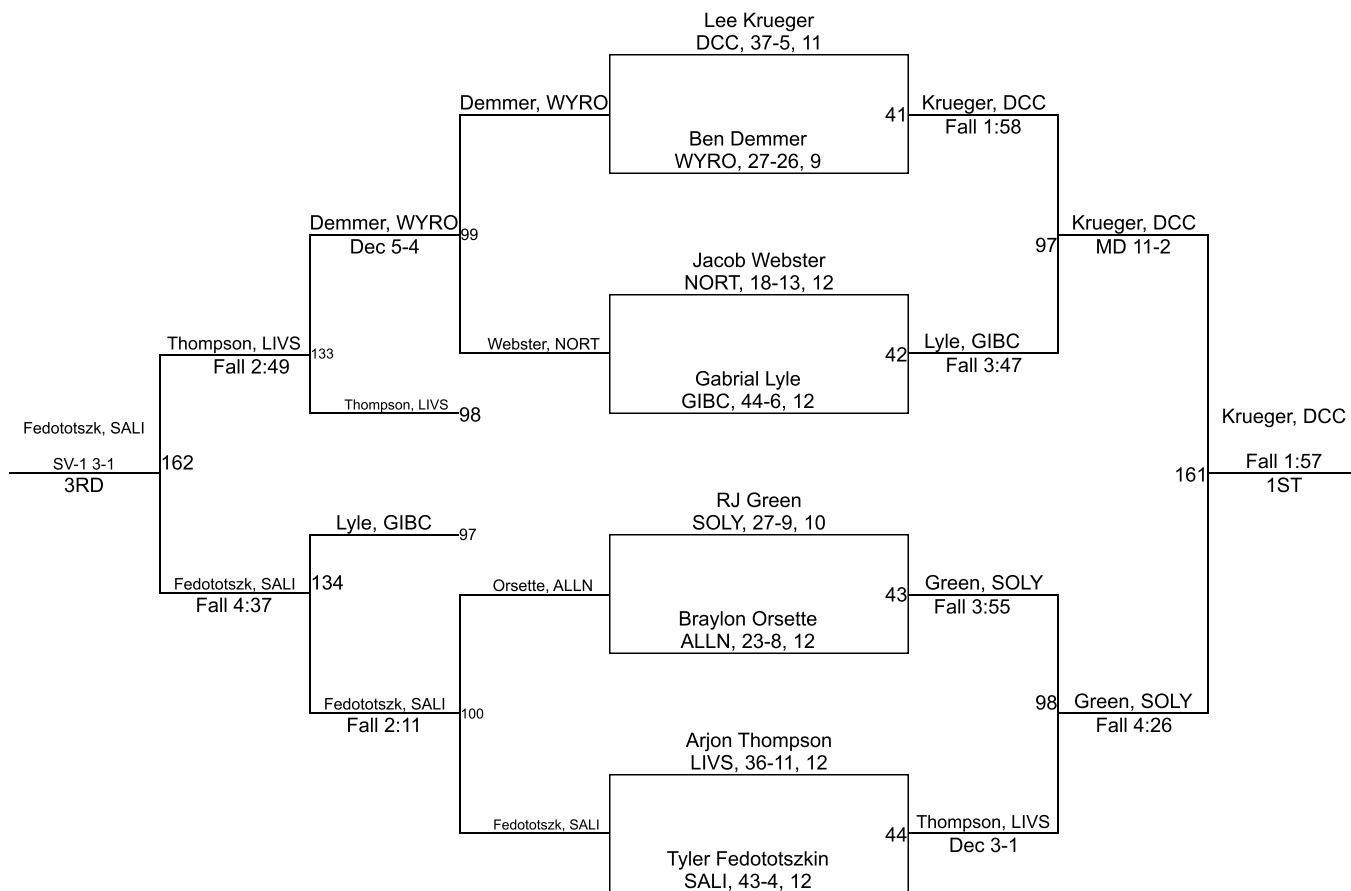 Lee Krueger
DCC, 37-5, 11
Demmer, WYRO
41
Krueger, DCC
Fall 1:58
Ben Demmer
WYRO, 27-26, 9
Demmer, WYRO
99
Dec 5-4
97
Krueger, DCC
MD 11-2
Jacob Webster
NORT, 18-13, 12
Webster, NORT
42
Lyle, GIBC
Fall 3:47
Thompson, LIVS
133
Fall 2:49
Gabrial Lyle
GIBC, 44-6, 12
Thompson, LIVS
98
Fedototszk, SALI
SV-1 3-1
3RD
162
161
Krueger, DCC
Fall 1:57
1ST
RJ Green
SOLY, 27-9, 10
Lyle, GIBC
97
Fedototszk, SALI
134
Fall 4:37
Orsette, ALLN
43
Green, SOLY
Fall 3:55
Braylon Orsette
ALLN, 23-8, 12
Fedototszk, SALI
100
Fall 2:11
98
Green, SOLY
Fall 4:26
Arjon Thompson
LIVS, 36-11, 12
Fedototszk, SALI
44
Thompson, LIVS
Dec 3-1
Tyler Fedototszkin
SALI, 43-4, 12